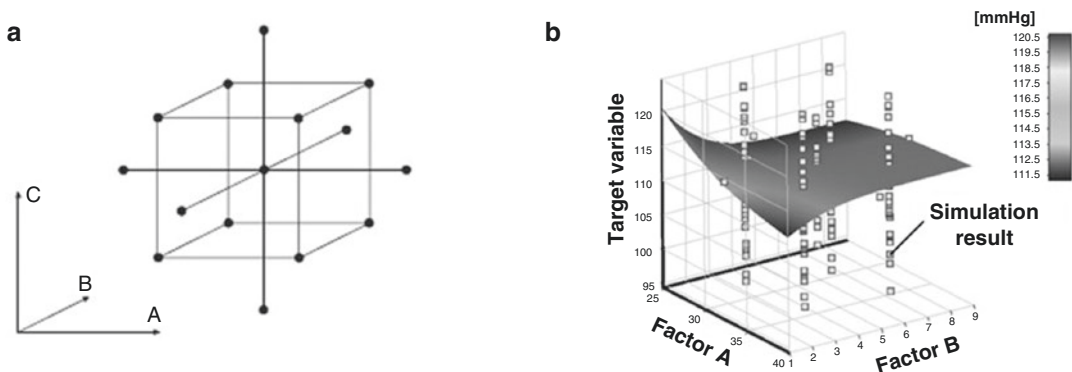 a
C
B
A
b
[mmHg]
120.5
119.5
118.5
117.5
116.5
115.5
114.5
113.5
112.5
111.5
Target variable
120
115
110
105
100
95
25
30
35
40
Factor A
1
2
3
4
5
6
7
8
9
Factor B
Simulation
result